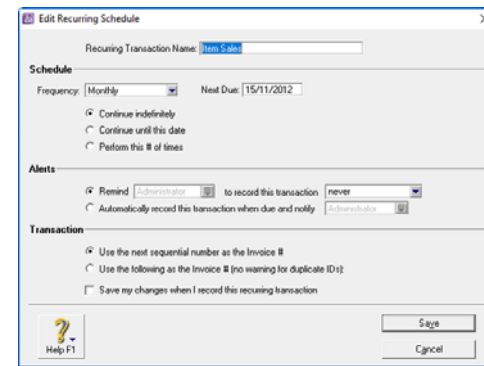 Edit Recurring Schedule
Recurring Transaction Name: Item Sales
Schedule
Frequency: Monthly Next Due: 15/11/2012
Continue indefinitely
Continue until this date
Perform this # of times
Alerts
Remind Administrator to record this transaction never
Automatically record this transaction when due and notify Administrator
Transaction
Use the next sequential number as the Invoice #
Use the following as the Invoice # (no warning for duplicate IDs):
Save my changes when I record this recurring transaction
Help F1
Save
Cancel